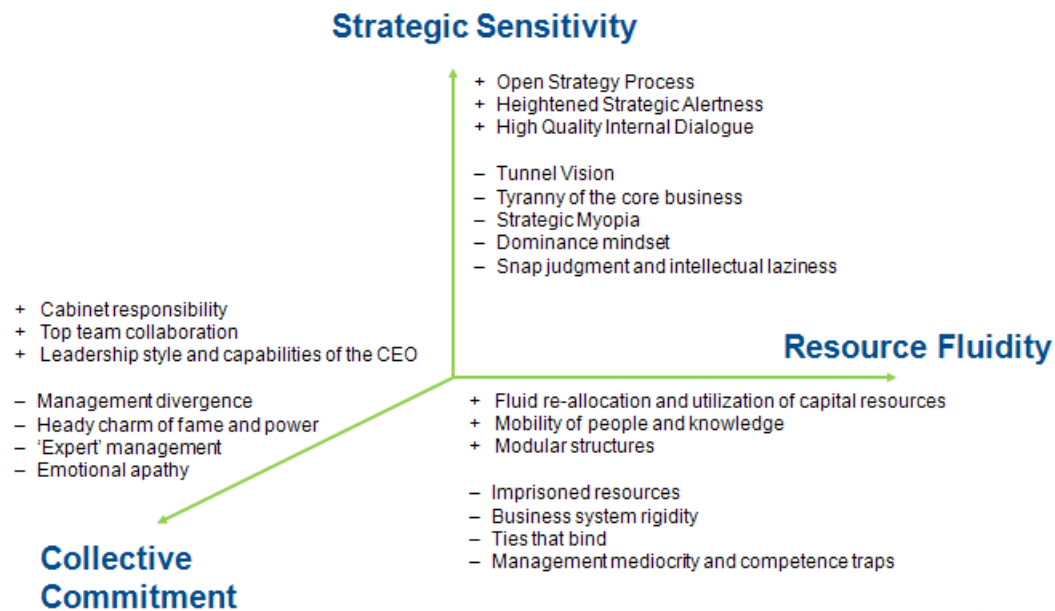 Strategic Sensitivity
+ Open Strategy Process
+ Heightened Strategic Alertness
+ High Quality Internal Dialogue
– Tunnel Vision
– Tyranny of the core business
– Strategic Myopia
– Dominance mindset
– Snap judgment and intellectual laziness
+ Cabinet responsibility
+ Top team collaboration
+ Leadership style and capabilities of the CEO
– Management divergence
– Heady charm of fame and power
– ‘Expert’ management
– Emotional apathy
Collective
Commitment
Resource Fluidity
+ Fluid re-allocation and utilization of capital resources
+ Mobility of people and knowledge
+ Modular structures
– Imprisoned resources
– Business system rigidity
– Ties that bind
– Management mediocrity and competence traps